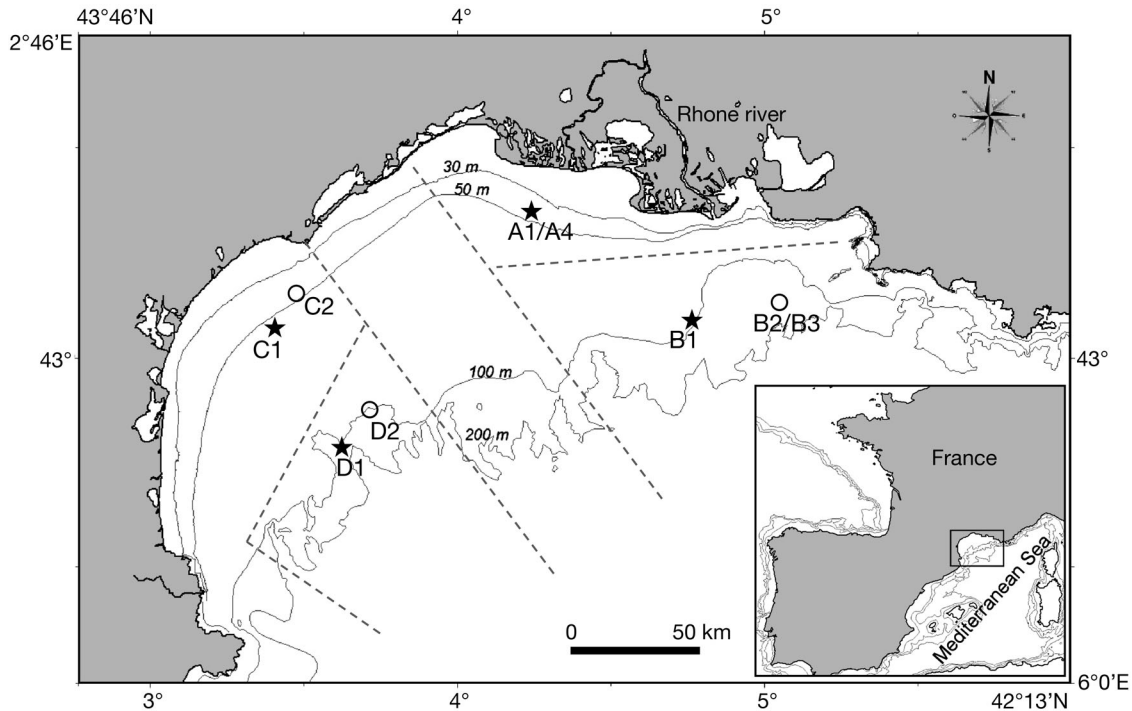 43°46'N
4°
5°
2°46'E
N
Rhone river
30 m
50 m
A1/A4
C2
C1
B1
B2/B3
43°
43°
100 m
D2
200 m
D1
France
Mediterranean Sea
0
50 km
6°0'E
3°
4°
5°
42°13'N